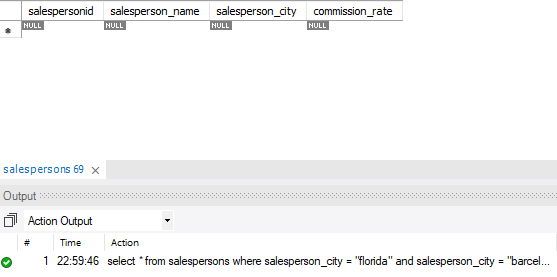 salespersonid salesperson_name salesperson_city commission_rate
NULL NULL NULL NULL
salespersons 69
Output
Action Output
# Time Action
1 22:59:46 select * from salespersons where salesperson_city = "florida" and salesperson_city = "barcel...